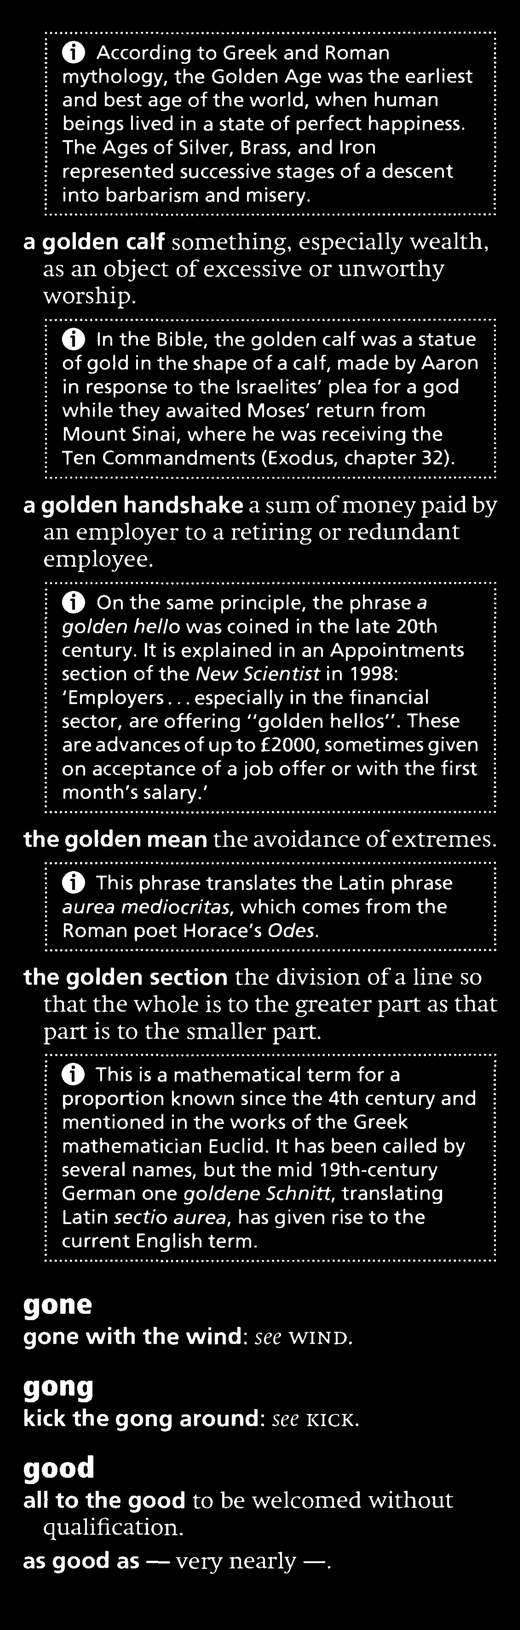 According to Greek and Roman
mythology, the Golden Age was the earliest
and best age of the world, when human
beings lived in a state of perfect happiness.
The Ages of Silver, Brass, and Iron
represented successive stages of a descent
into barbarism and misery.
a golden calf something, especially wealth,
as an object of excessive or unworthy
worship.
In the Bible, the golden calf was a statue
of gold in the shape of a calf, made by Aaron
in response to the Israelites’ plea for a god
while they awaited Moses’ return from
Mount Sinai, where he was receiving the
Ten Commandments (Exodus, chapter 32).
a golden handshake a sum of money paid by
an employer to a retiring or redundant
employee.
On the same principle, the phrase a
golden hello was coined in the late 20th
century. It is explained in an Appointments
section of the New Scientist in 1998:
‘Employers . . . especially in the financial
sector, are offering “golden hellos”. These
are advances of up to £2000, sometimes given
on acceptance of a job offer or with the first
month’s salary.’
the golden mean the avoidance of extremes.
This phrase translates the Latin phrase
aurea mediocritas, which comes from the
Roman poet Horace’s Odes.
the golden section the division of a line so
that the whole is to the greater part as that
part is to the smaller part.
This is a mathematical term for a
proportion known since the 4th century and
mentioned in the works of the Greek
mathematician Euclid. It has been called by
several names, but the mid 19th-century
German one goldene Schnitt, translating
Latin sectio aurea, has given rise to the
current English term.
gone
gone with the wind: see WIND.
gong
kick the gong around: see KICK.
good
all to the good to be welcomed without
qualification.
as good as — very nearly —.